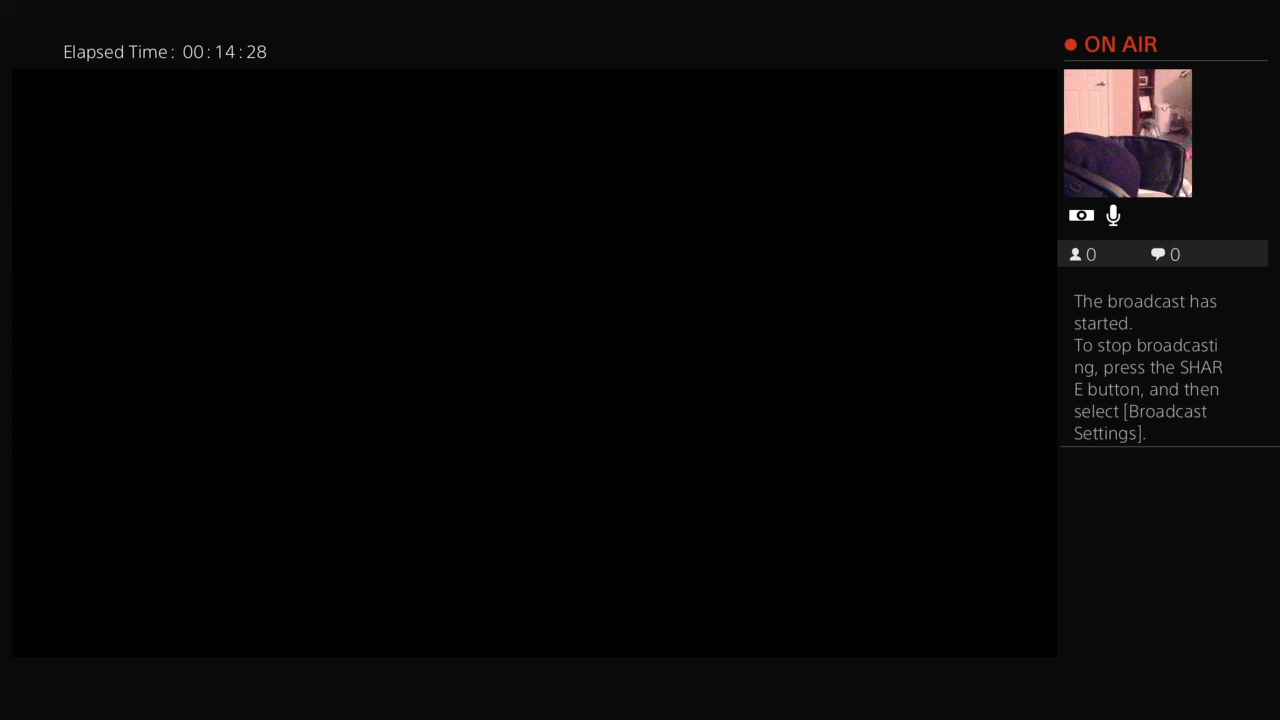 Elapsed Time: 00:14:28
ON AIR
0 0
The broadcast has
started.
To stop broadcasti
ng, press the SHAR
E button, and then
select [Broadcast
Settings].